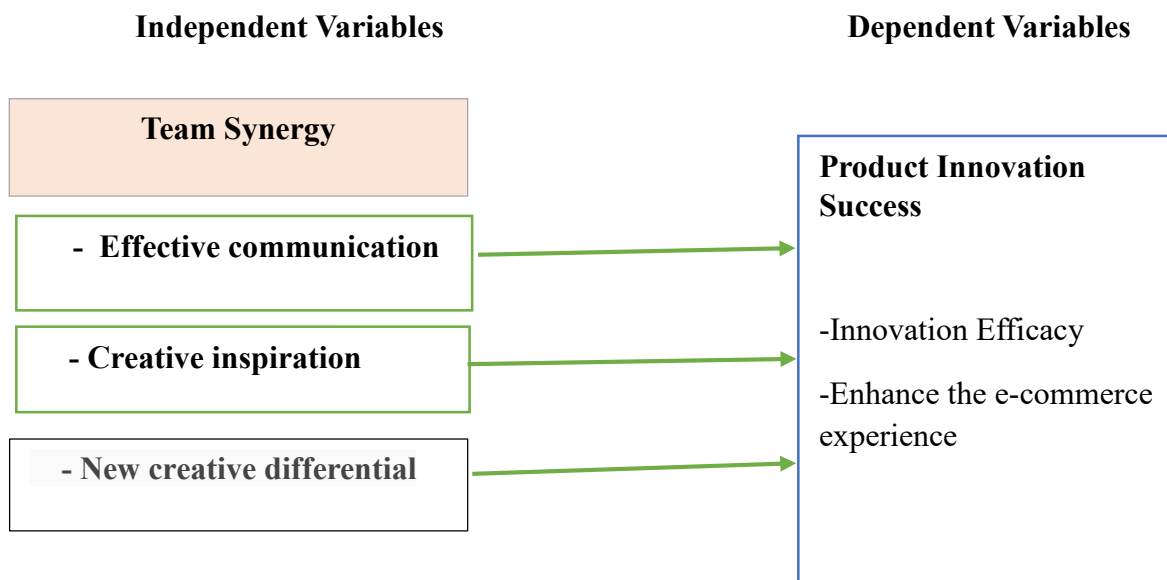 Independent Variables
Dependent Variables
Team Synergy
- Effective communication
- Creative inspiration
- New creative differential
Product Innovation
Success
-Innovation Efficacy
-Enhance the e-commerce
experience